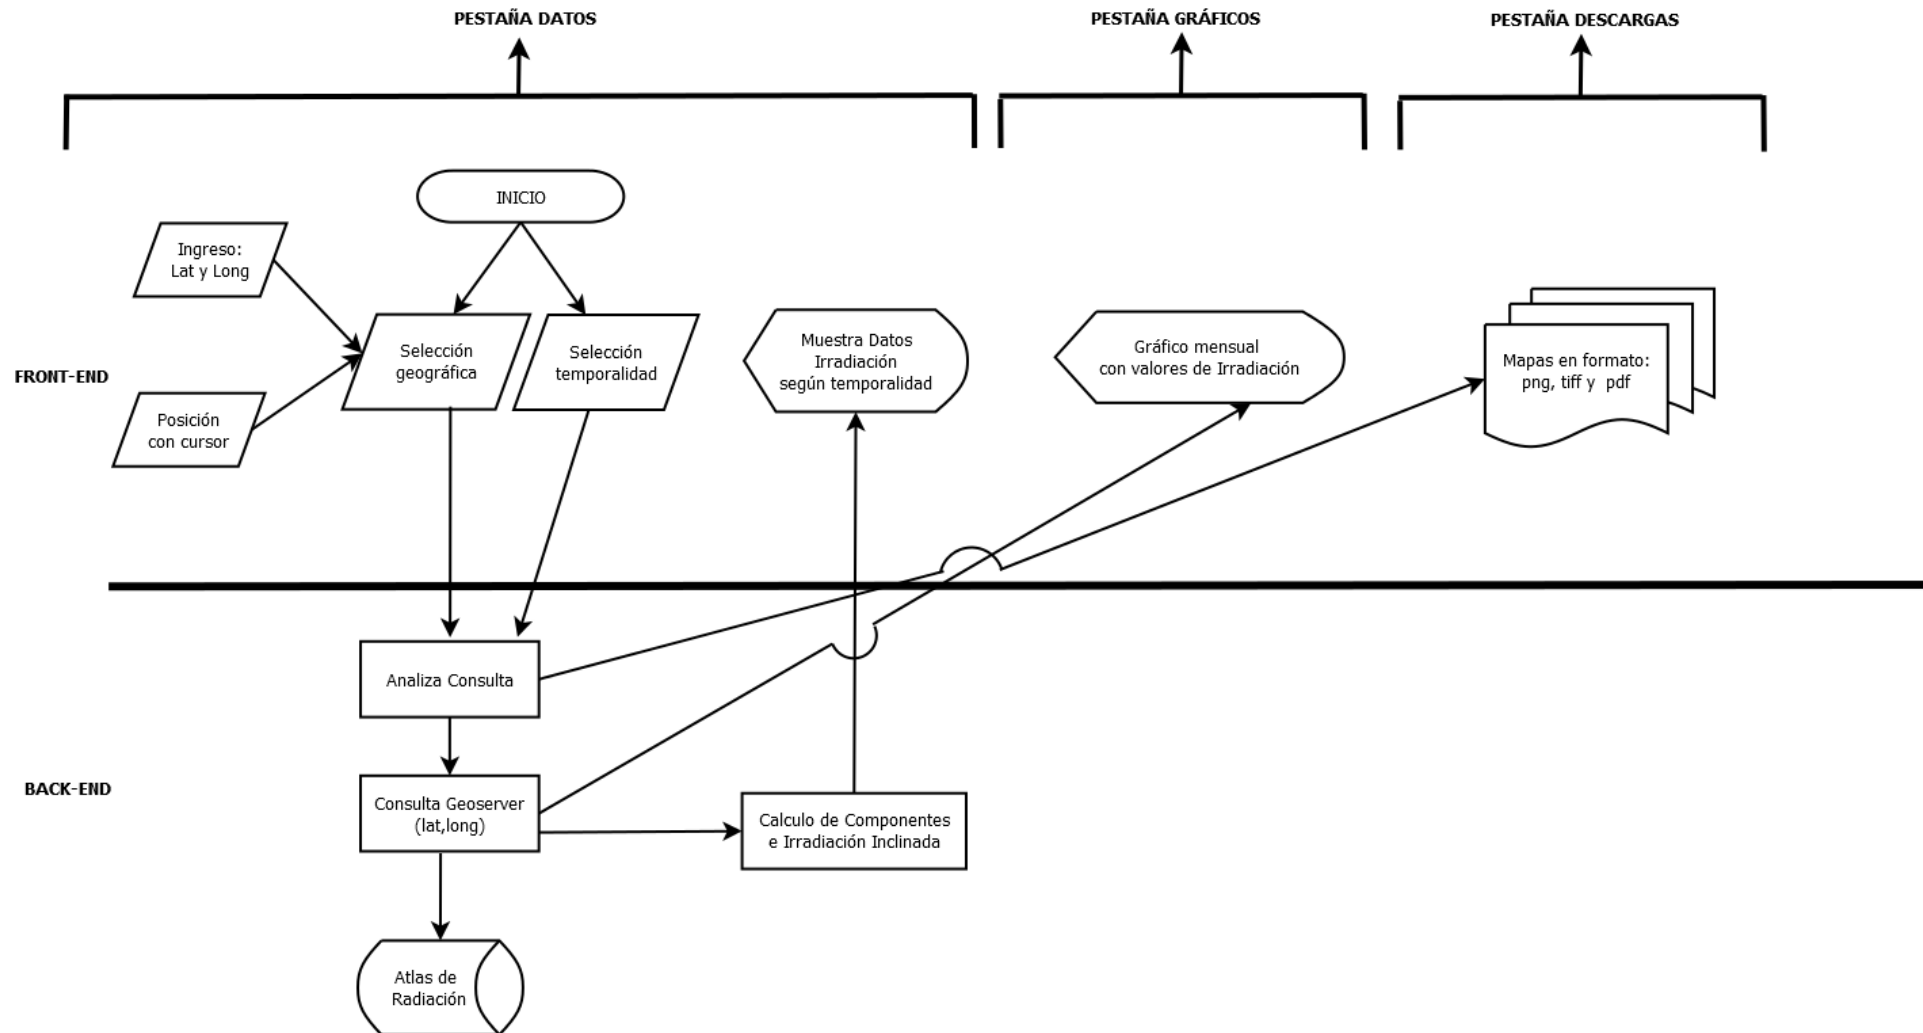 PESTAÑA DATOS
PESTAÑA GRÁFICOS
PESTAÑA DESCARGAS
INICIO
Ingreso:
Lat y Long
Selección
geográfica
Selección
temporalidad
Muestra Datos
Irradiación
según temporalidad
Gráfico mensual
con valores de Irradiación
Mapas en formato:
png, tiff y pdf
FRONT-END
Posición
con cursor
Analiza Consulta
BACK-END
Consulta Geoserver
(lat,long)
Calculo de Componentes
e Irradiación Inclinada
Atlas de
Radiación